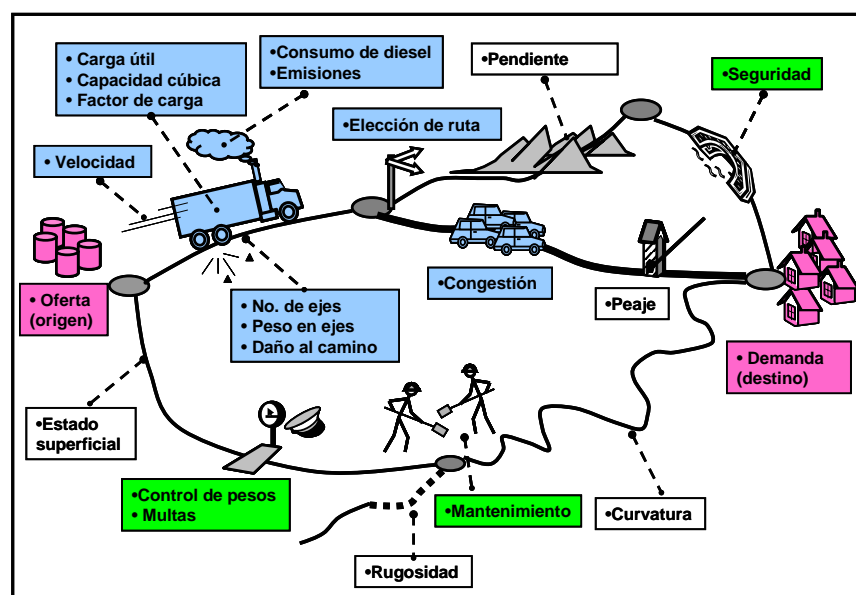 • Carga útil
• Capacidad cúbica
• Factor de carga
•Consumo de diesel
•Emisiones
•Pendiente
•Seguridad
•Elección de ruta
• Velocidad
• Oferta
(origen)
• No. de ejes
• Peso en ejes
• Daño al camino
•Congestión
•Peaje
• Demanda
(destino)
•Estado
superficial
•Control de pesos
• Multas
•Mantenimiento
•Curvatura
•Rugosidad